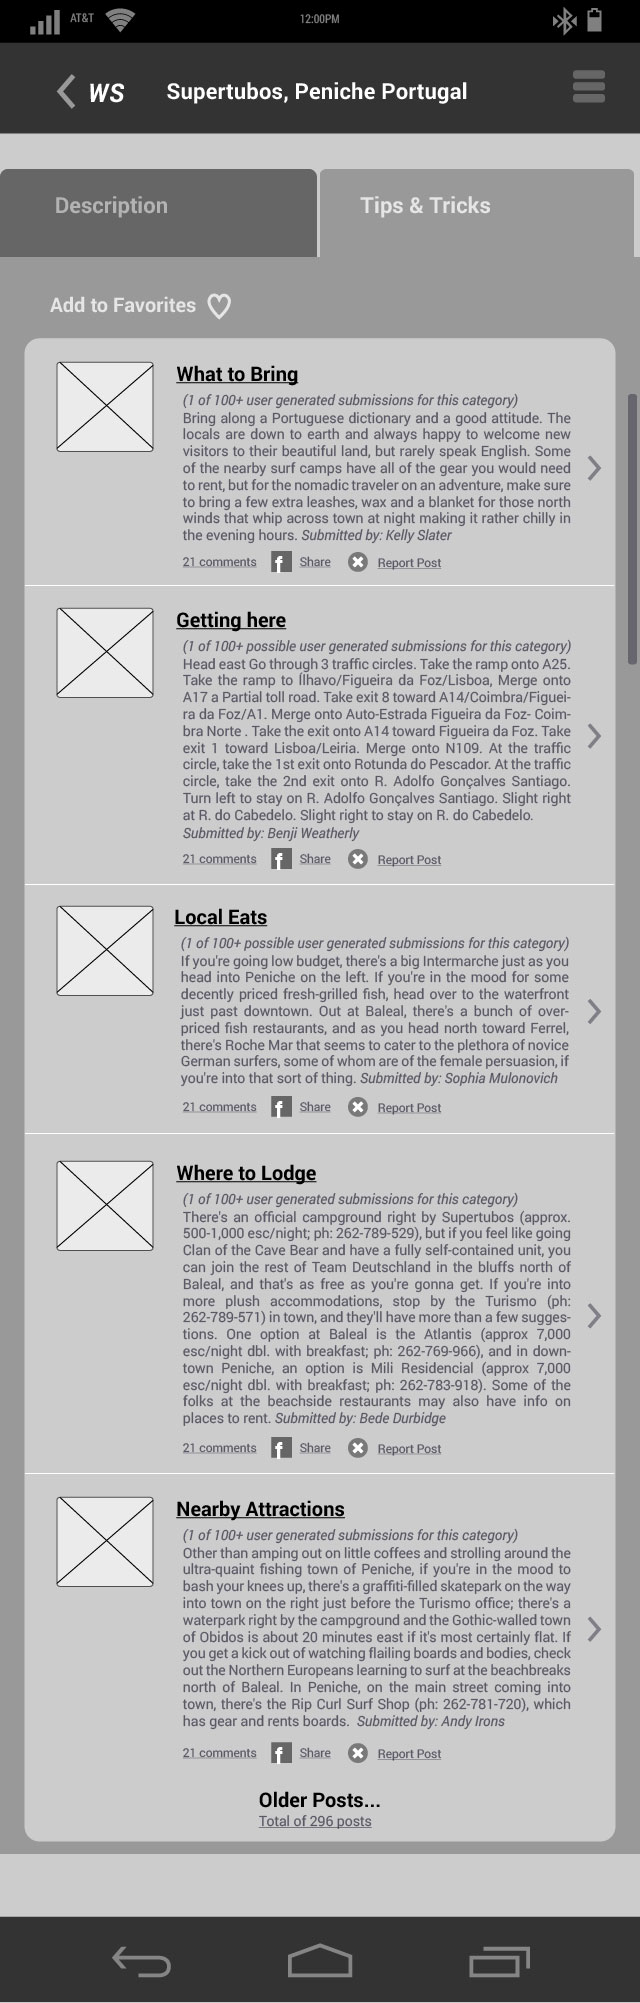 AT&T
12:00PM
WS
Supertubos, Peniche Portugal
Description
Tips & Tricks
Add to Favorites
What to Bring
(1 of 100+ user generated submissions for this category)
Bring along a Portuguese dictionary and a good attitude. The
locals are down to earth and always happy to welcome new
visitors to their beautiful land, but rarely speak English. Some
of the nearby surf camps have all of the gear you would need
to rent, but for the nomadic traveler on an adventure, make sure
to bring a few extra leashes, wax and a blanket for those north
winds that whip across town at night making it rather chilly in
the evening hours. Submitted by: Kelly Slater
21 comments f Share Report Post
Getting here
(1 of 100+ possible user generated submissions for this category)
Head east Go through 3 traffic circles. Take the ramp onto A25.
Take the ramp to Ílhavo/Figueira da Foz/Lisboa, Merge onto
A17 a Partial toll road. Take exit 8 toward A14/Coimbra/Figuei-
ra da Foz/A1. Merge onto Auto-Estrada Figueira da Foz- Coim-
bra Norte . Take the exit onto A14 toward Figueira da Foz. Take
exit 1 toward Lisboa/Leiria. Merge onto N109. At the traffic
circle, take the 1st exit onto Rotunda do Pescador. At the traffic
circle, take the 2nd exit onto R. Adolfo Gonçalves Santiago.
Turn left to stay on R. Adolfo Gonçalves Santiago. Slight right
at R. do Cabedelo. Slight right to stay on R. do Cabedelo.
Submitted by: Benji Weatherly
21 comments f Share Report Post
Local Eats
(1 of 100+ possible user generated submissions for this category)
If you're going low budget, there's a big Intermarche just as you
head into Peniche on the left. If you're in the mood for some
decently priced fresh-grilled fish, head over to the waterfront
just past downtown. Out at Baleal, there's a bunch of over-
priced fish restaurants, and as you head north toward Ferrel,
there's Roche Mar that seems to cater to the plethora of novice
German surfers, some of whom are of the female persuasion, if
you're into that sort of thing. Submitted by: Sophia Mulonovich
21 comments f Share Report Post
Where to Lodge
(1 of 100+ user generated submissions for this category)
There's an official campground right by Supertubos (approx.
500-1,000 esc/night; ph: 262-789-529), but if you feel like going
Clan of the Cave Bear and have a fully self-contained unit, you
can join the rest of Team Deutschland in the bluffs north of
Baleal, and that's as free as you're gonna get. If you're into
more plush accommodations, stop by the Turismo (ph:
262-789-571) in town, and they'll have more than a few sugges-
tions. One option at Baleal is the Atlantis (approx 7,000
esc/night dbl. with breakfast; ph: 262-769-966), and in down-
town Peniche, an option is Mili Residencial (approx 7,000
esc/night dbl. with breakfast; ph: 262-783-918). Some of the
folks at the beachside restaurants may also have info on
places to rent. Submitted by: Bede Durbidge
21 comments f Share Report Post
Nearby Attractions
(1 of 100+ user generated submissions for this category)
Other than amping out on little coffees and strolling around the
ultra-quaint fishing town of Peniche, if you're in the mood to
bash your knees up, there's a graffiti-filled skatepark on the way
into town on the right just before the Turismo office; there's a
waterpark right by the campground and the Gothic-walled town
of Obidos is about 20 minutes east if it's most certainly flat. If
you get a kick out of watching flailing boards and bodies, check
out the Northern Europeans learning to surf at the beachbreaks
north of Baleal. In Peniche, on the main street coming into
town, there's the Rip Curl Surf Shop (ph: 262-781-720), which
has gear and rents boards. Submitted by: Andy Irons
21 comments f Share Report Post
Older Posts...
Total of 296 posts